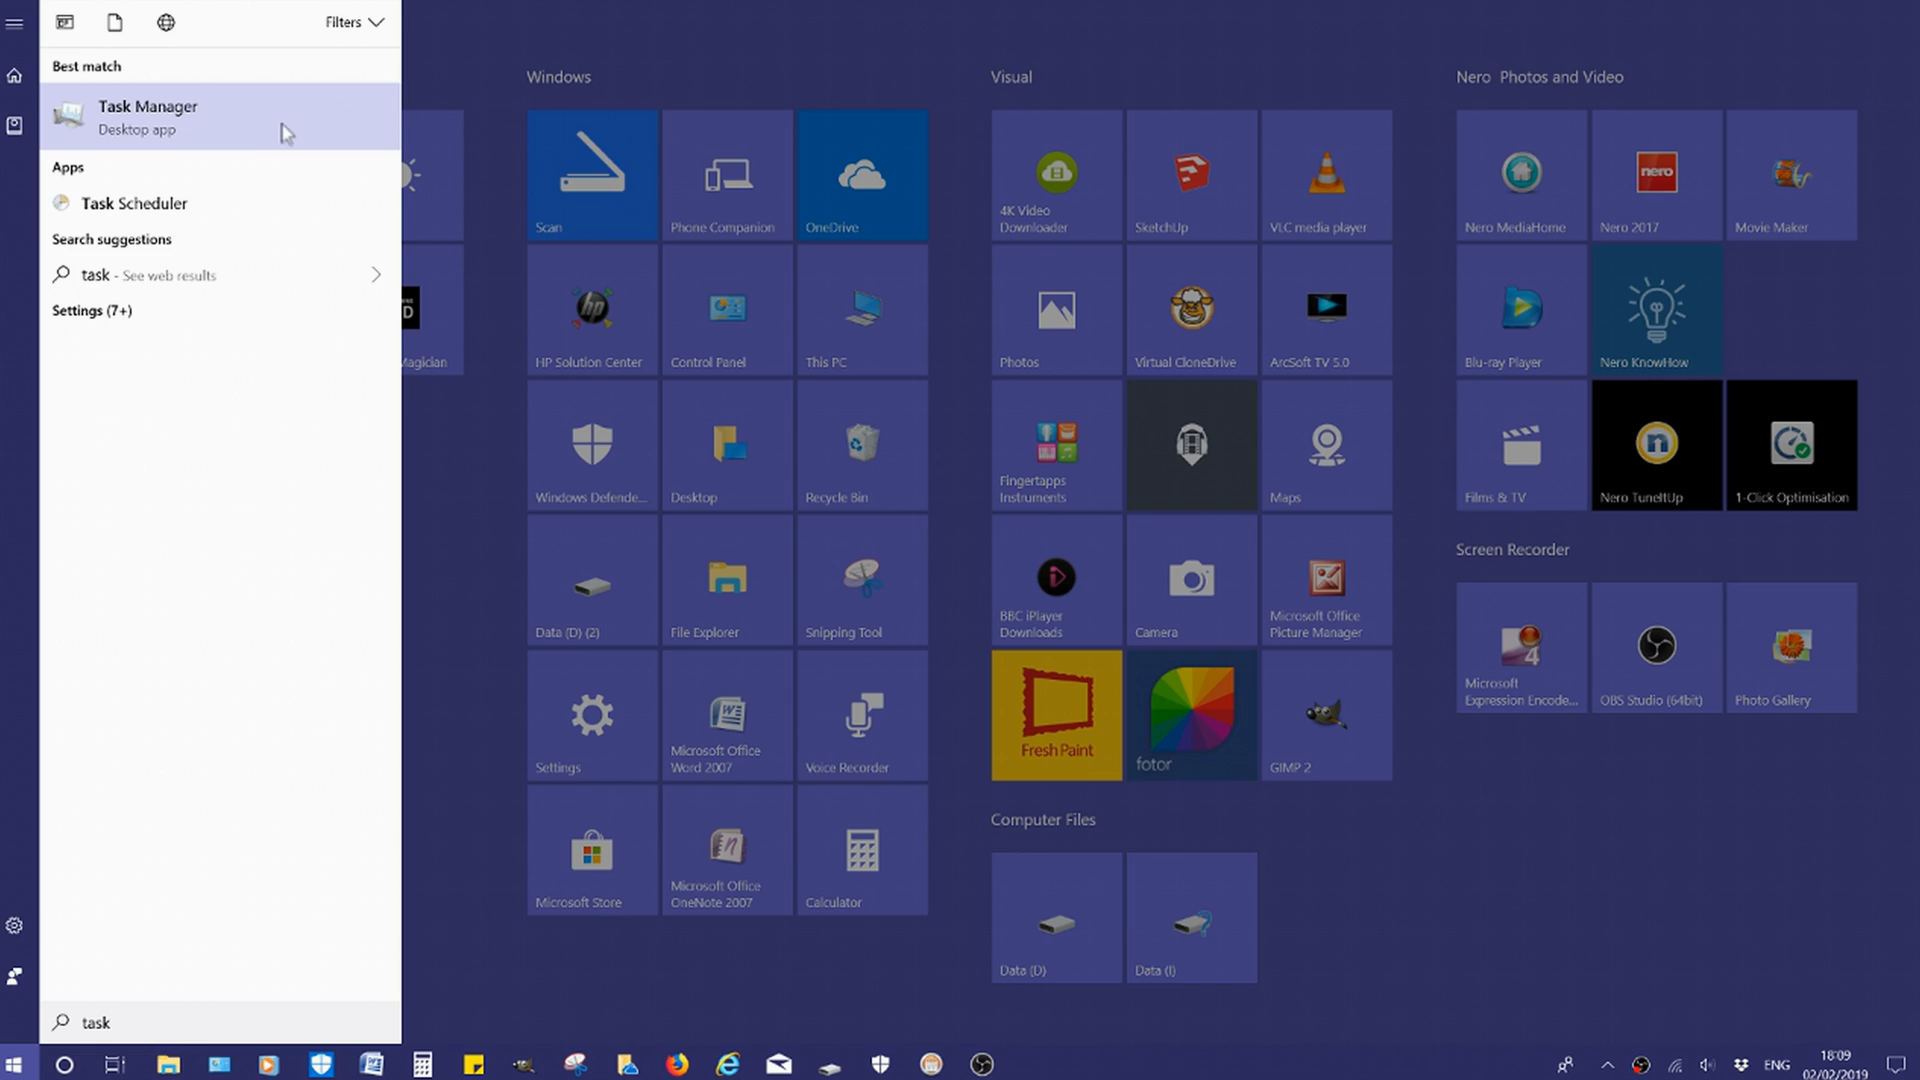 Filters
Best match
Task Manager
Desktop app
Apps
Task Scheduler
Search suggestions
task - See web results
Settings (7+)
task
D
Magician
Windows
Scan
Phone Companion
OneDrive
HP Solution Center
Control Panel
This PC
Windows Defende...
Desktop
Recycle Bin
Data (D) (2)
File Explorer
Snipping Tool
Settings
Microsoft Office
Word 2007
Voice Recorder
Microsoft Store
Microsoft Office
OneNote 2007
Calculator
Visual
4K Video
Downloader
SketchUp
VLC media player
Photos
Virtual CloneDrive
ArcSoft TV 5.0
Fingertapps
Instruments
Maps
BBC iPlayer
Downloads
Camera
Microsoft Office
Picture Manager
Fresh Paint
fotor
GIMP 2
Computer Files
Data (D)
Data (I)
Nero Photos and Video
Nero MediaHome
nero
Nero 2017
Movie Maker
Blu-ray Player
Nero KnowHow
Films & TV
Nero TuneItUp
1-Click Optimisation
Screen Recorder
4
Microsoft
Expression Encode...
OBS Studio (64bit)
Photo Gallery
ENG
18:09
02/02/2019